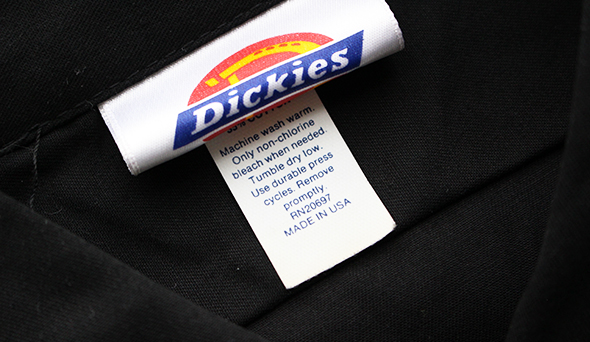 Dickies
Machine wash warm.
Only non-chlorine
bleach when needed.
Tumble dry low.
Use durable press
cycles. Remove
promptly.
RN20697
MADE IN USA